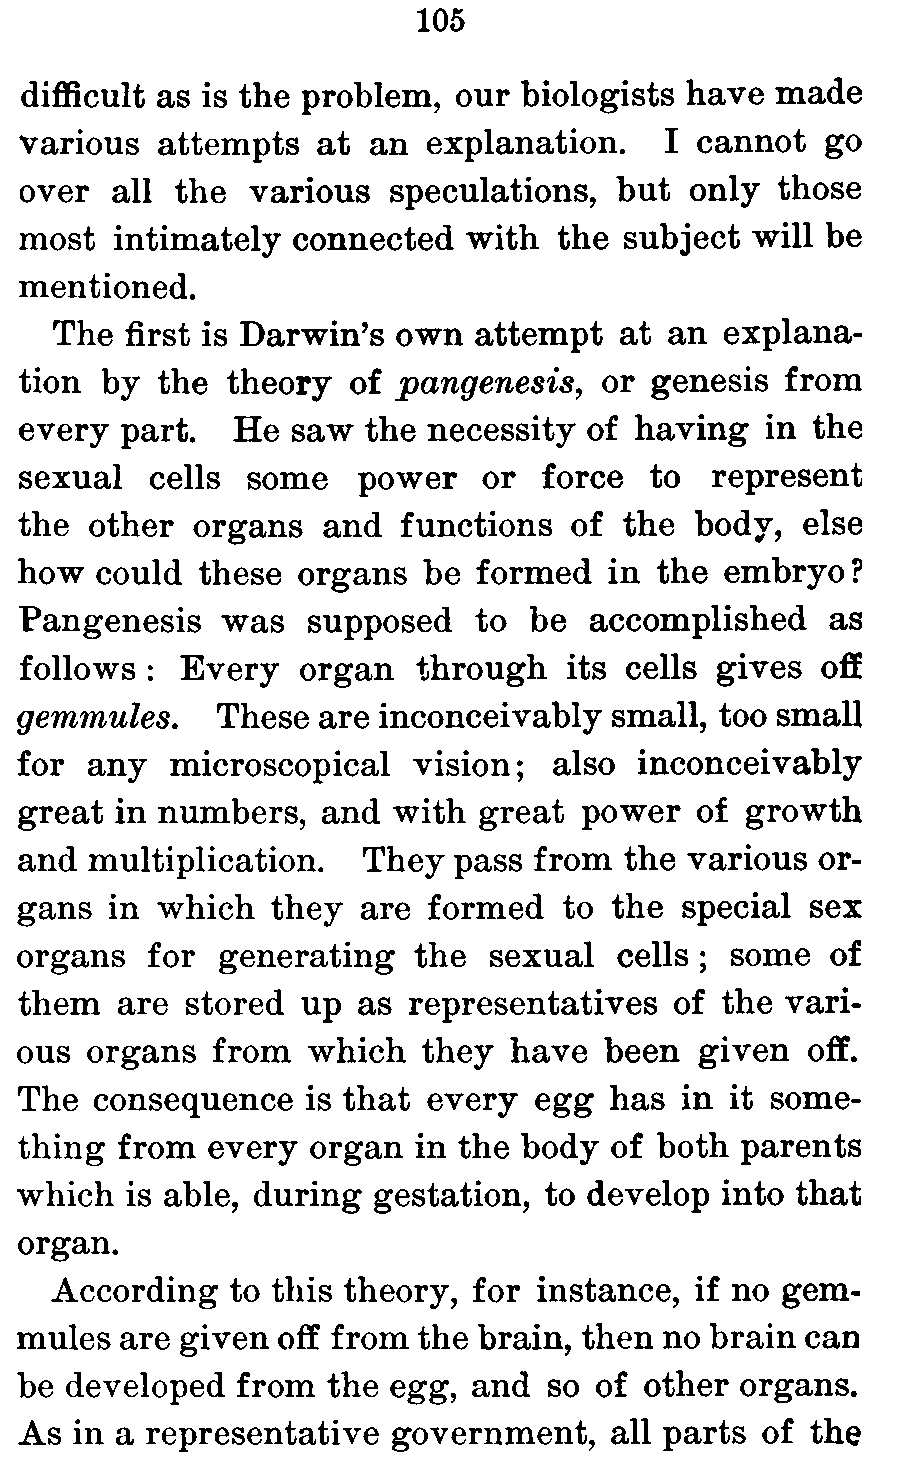 105
difficult as is the problem, our biologists have made
various attempts at an explanation. I cannot go
over all the various speculations, but only those
most intimately connected with the subject will be
mentioned.
The first is Darwin's own attempt at an explana-
tion by the theory of pangenesis, or genesis from
every part. He saw the necessity of having in the
sexual cells some power or force to represent
the other organs and functions of the body, else
how could these organs be formed in the embryo?
Pangenesis was supposed to be accomplished as
follows : Every organ through its cells gives off
gemmules. These are inconceivably small, too small
for any microscopical vision; also inconceivably
great in numbers, and with great power of growth
and multiplication. They pass from the various or-
gans in which they are formed to the special sex
organs for generating the sexual cells ; some of
them are stored up as representatives of the vari-
ous organs from which they have been given off.
The consequence is that every egg has in it some-
thing from every organ in the body of both parents
which is able, during gestation, to develop into that
organ.
According to this theory, for instance, if no gem-
mules are given off from the brain, then no brain can
be developed from the egg, and so of other organs.
As in a representative government, all parts of the